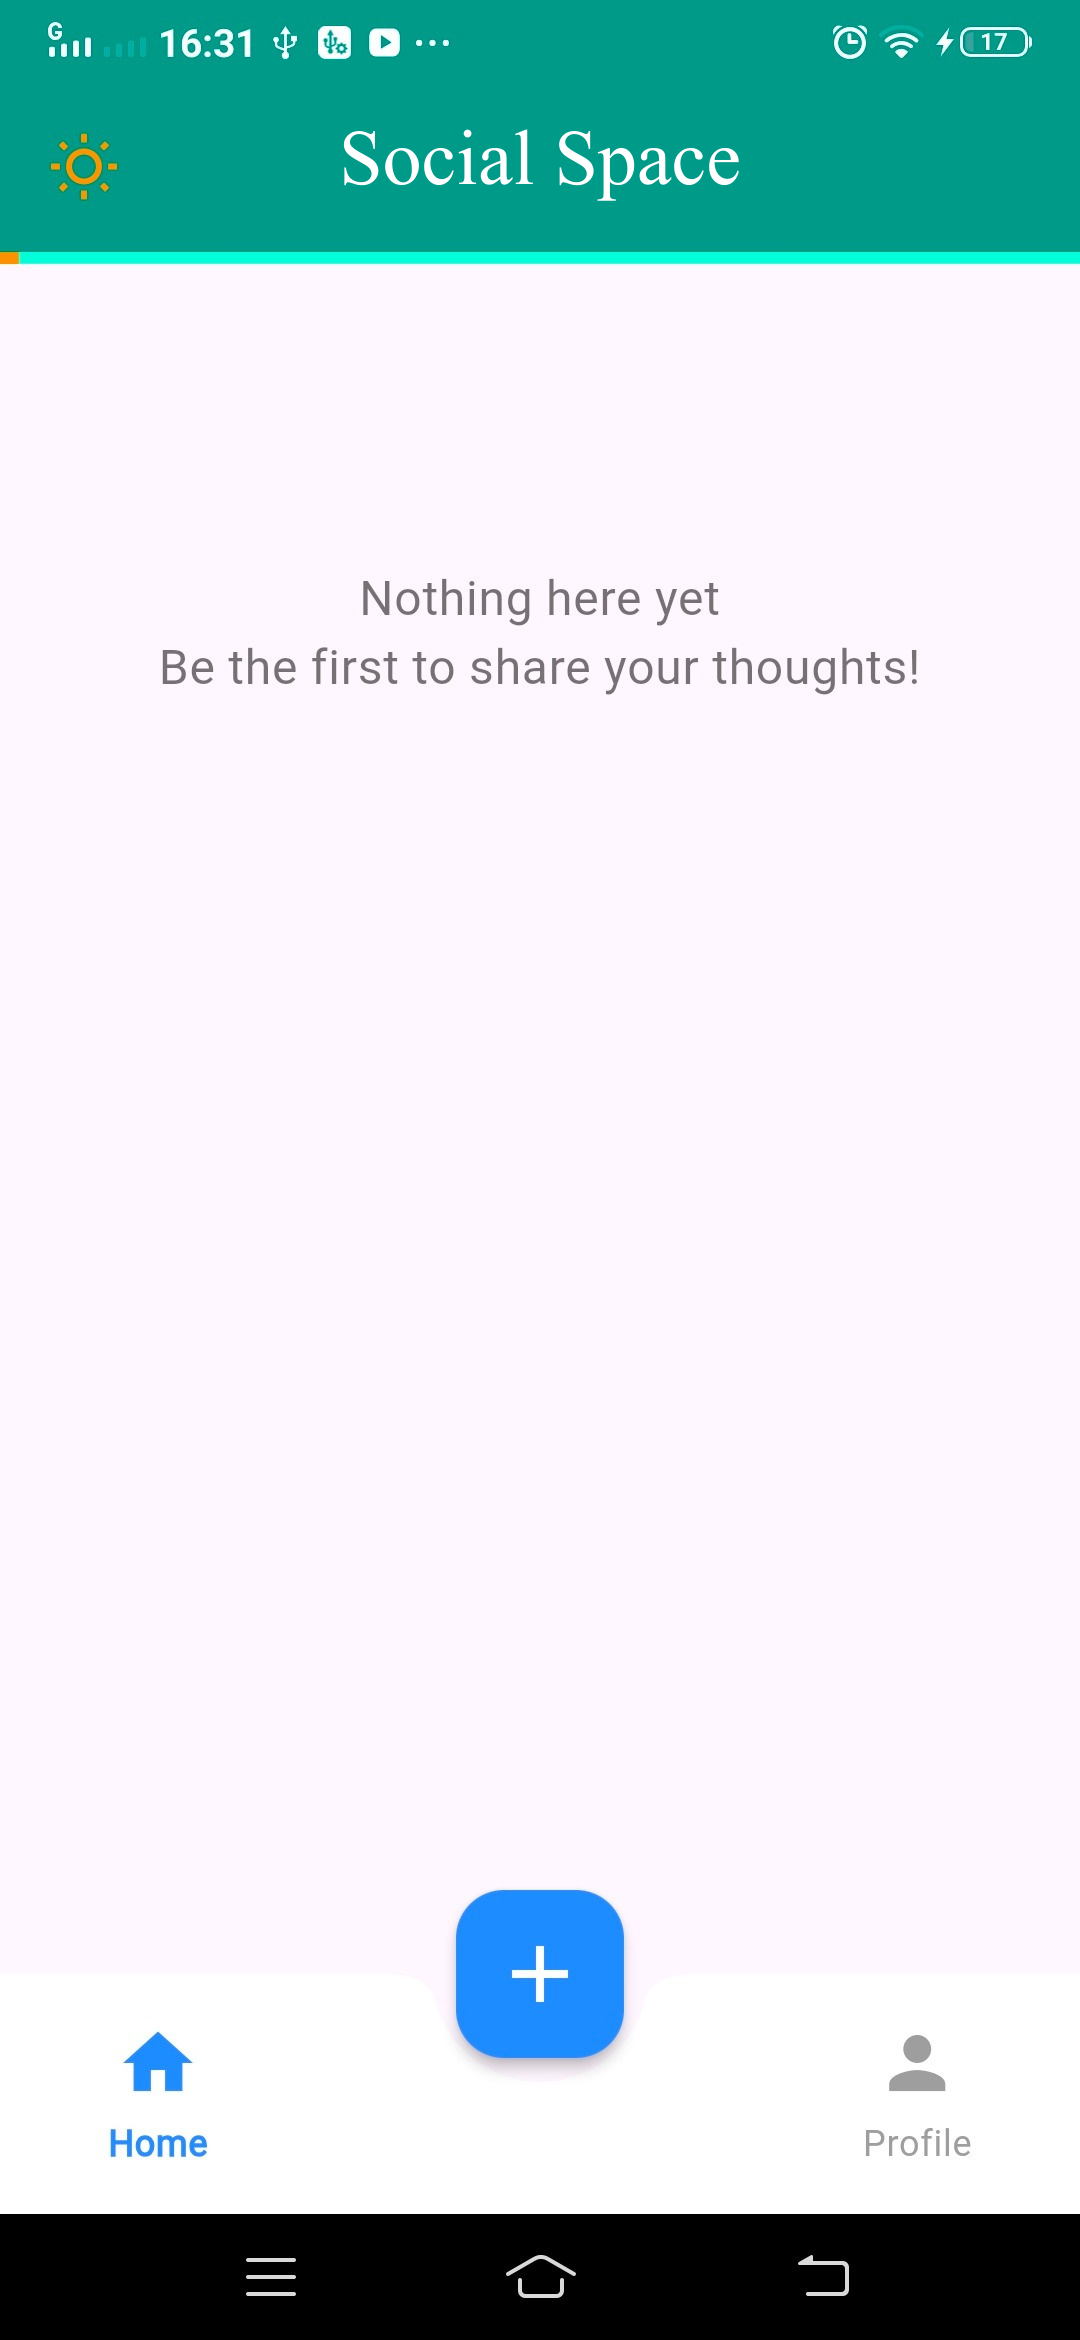 G
16:31
17
Social Space
Nothing here yet
Be the first to share your thoughts!
Home
Profile